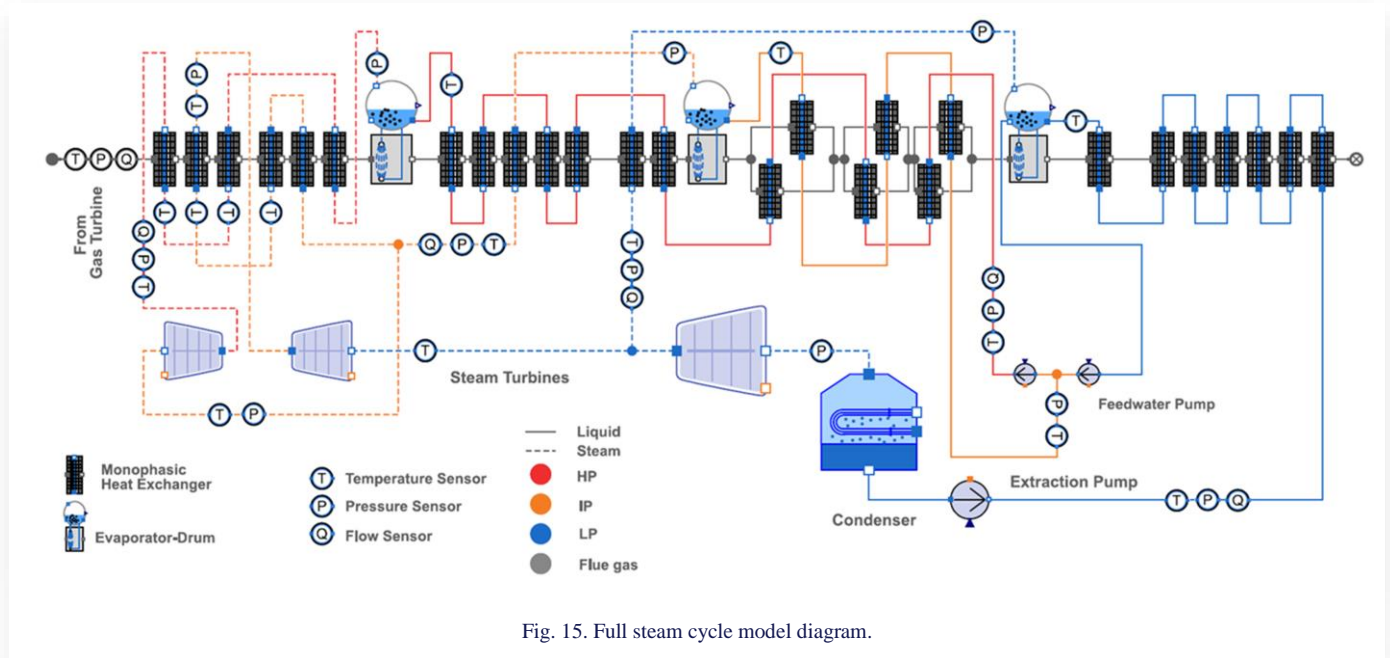 P
P
T
P
T
P
T
P
T
T
T
P
Q
From
Gas Turbine
T
T
T
T
Q
P
T
Q
P
T
T
P
Q
Q
P
T
T
P
Steam Turbines
T
P
Feedwater Pump
P
T
Liquid
Steam
HP
IP
LP
Flue gas
Monophasic
Heat Exchanger
Evaporator-Drum
T Temperature Sensor
P Pressure Sensor
Q Flow Sensor
Extraction Pump
Condenser
T
P
Q
Fig. 15. Full steam cycle model diagram.